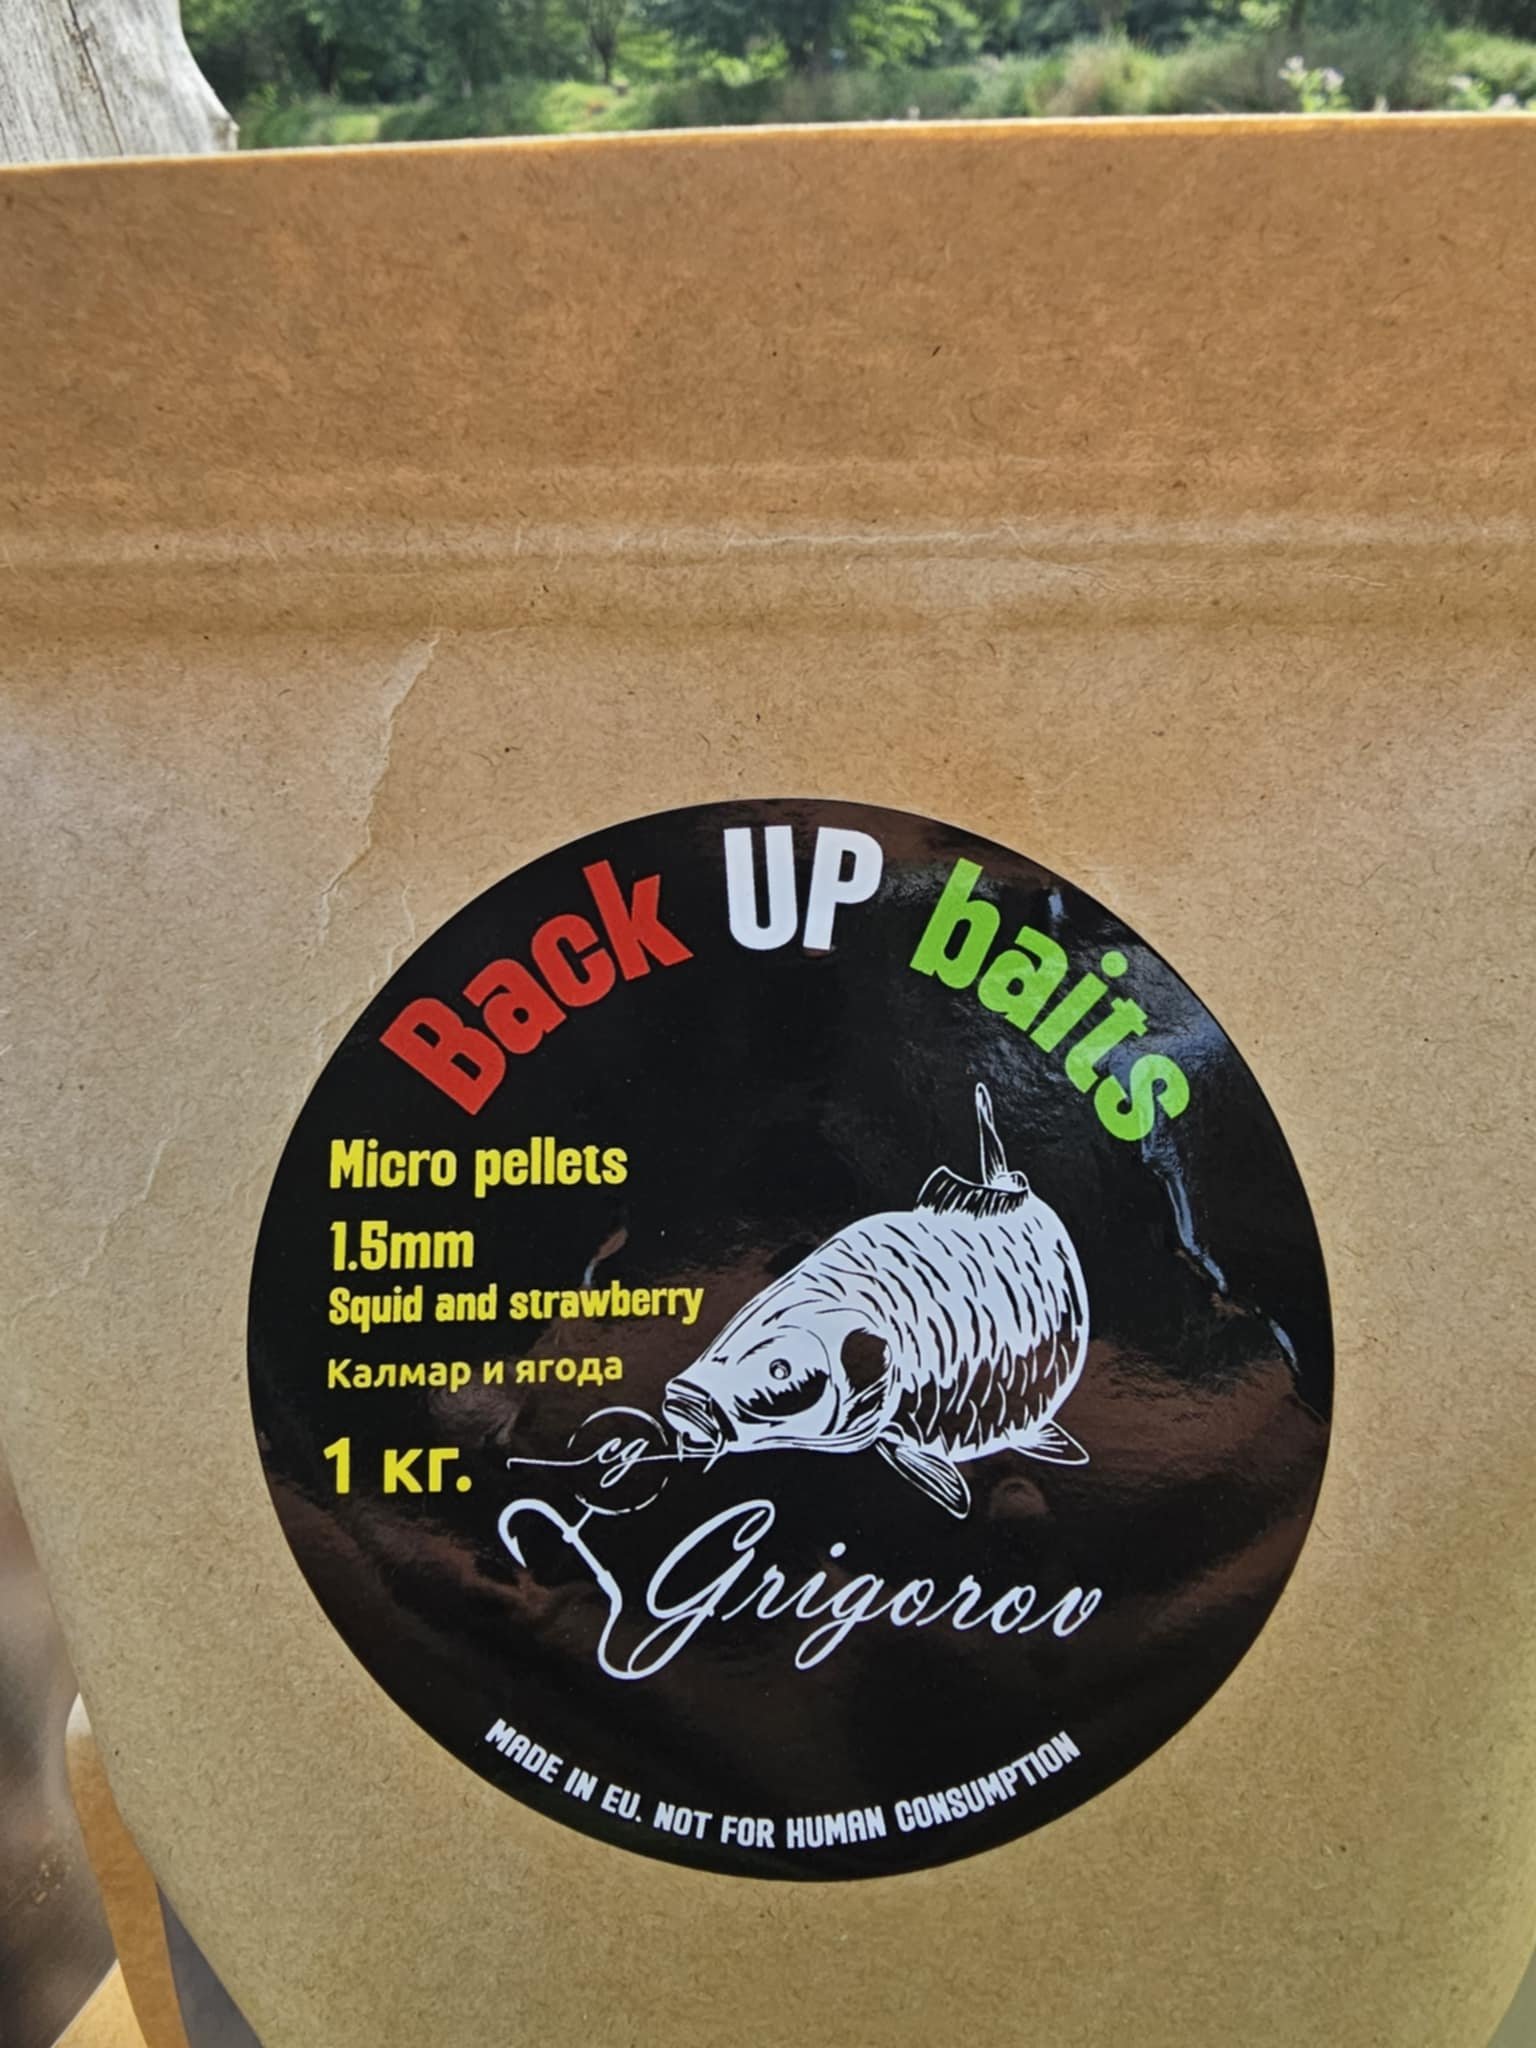 Back UP baits
Micro pellets
1.5mm
Squid and strawberry
Калмар и ягода
1 кг.
cg
Grigorov
MADE IN EU. NOT FOR HUMAN CONSUMPTION